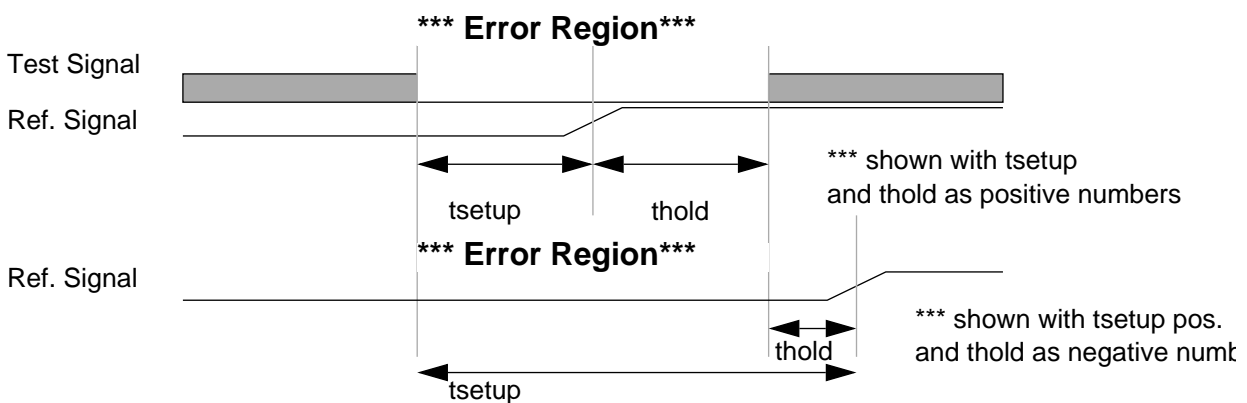 *** Error Region***
Test Signal
Ref. Signal
*** shown with tsetup
and thold as positive numbers
tsetup
thold
*** Error Region***
Ref. Signal
*** shown with tsetup pos.
and thold as negative numb
thold
tsetup